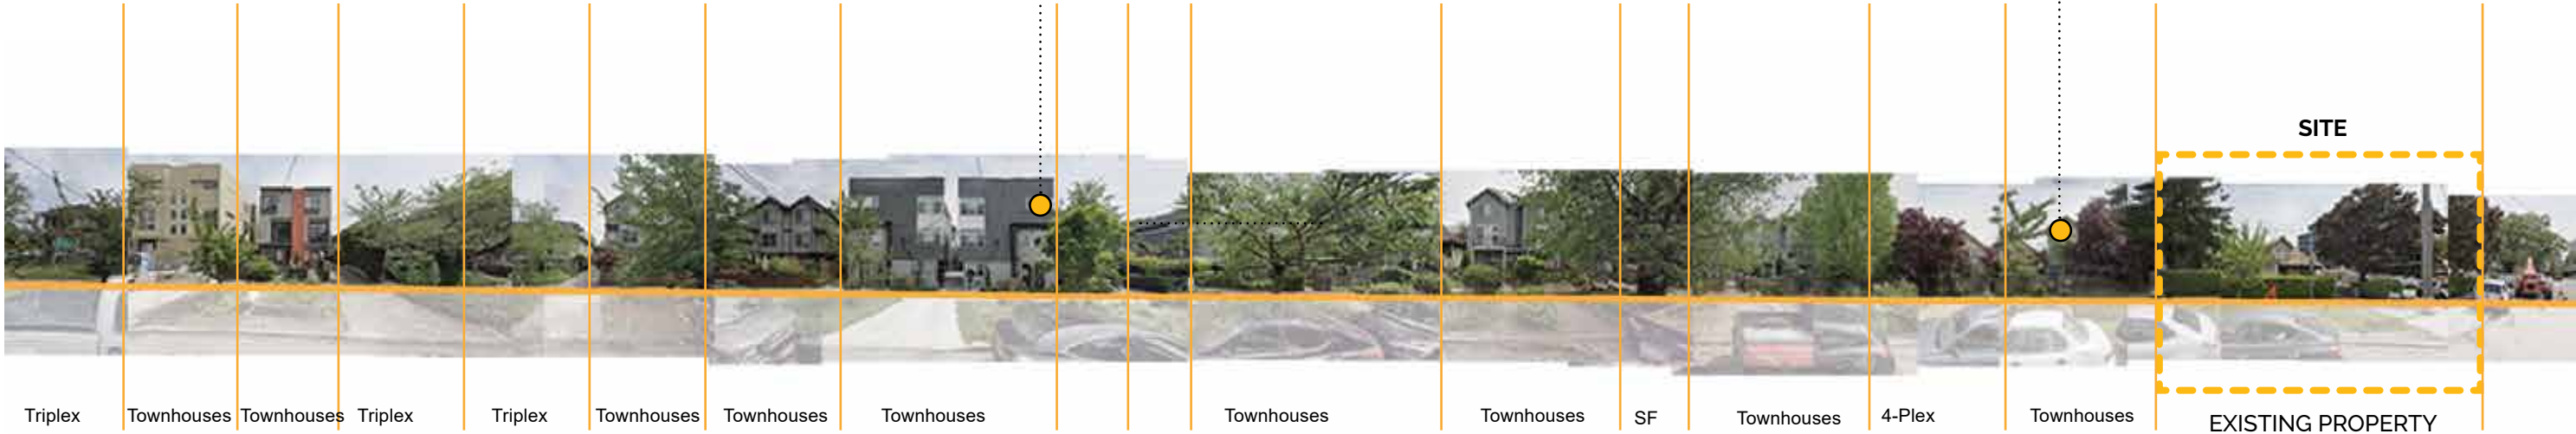 SITE
Triplex
Townhouses
Townhouses
Triplex
Triplex
Townhouses
Townhouses
Townhouses
Townhouses
Townhouses
SF
Townhouses
4-Plex
Townhouses
EXISTING PROPERTY